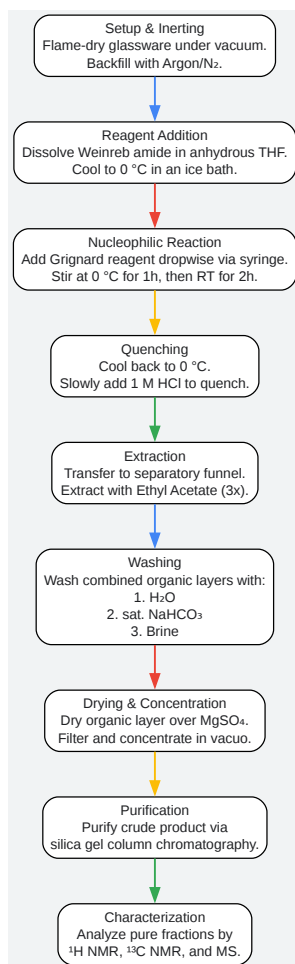 Setup & Inerting
Flame-dry glassware under vacuum.
Backfill with Argon/N₂.
Reagent Addition
Dissolve Weinreb amide in anhydrous THF.
Cool to 0 °C in an ice bath.
Nucleophilic Reaction
Add Grignard reagent dropwise via syringe.
Stir at 0 °C for 1h, then RT for 2h.
Quenching
Cool back to 0 °C.
Slowly add 1 M HCl to quench.
Extraction
Transfer to separatory funnel.
Extract with Ethyl Acetate (3x).
Washing
Wash combined organic layers with:
1. H₂O
2. sat. NaHCO₃
3. Brine
Drying & Concentration
Dry organic layer over MgSO₄.
Filter and concentrate in vacuo.
Purification
Purify crude product via
silica gel column chromatography.
Characterization
Analyze pure fractions by
¹H NMR, ¹³C NMR, and MS.